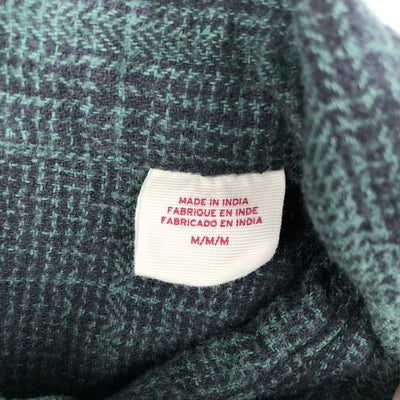 MADE IN INDIA
FABRIQUE EN INDE
FABRICADO EN INDIA
M/M/M